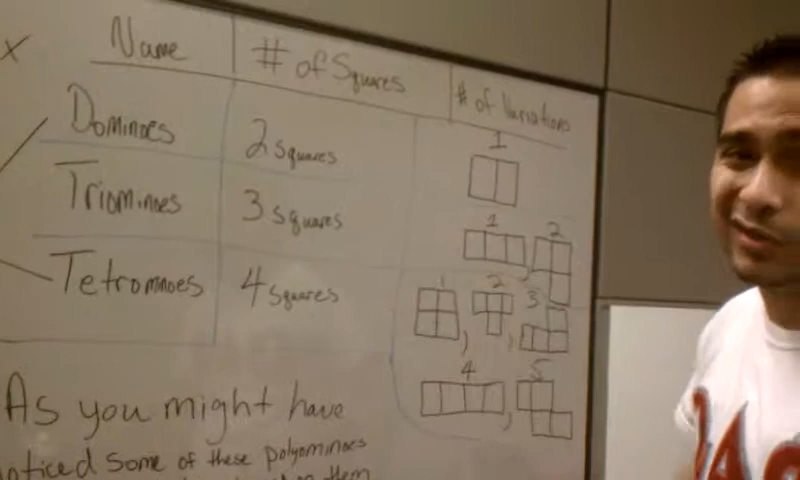 x
Name # of Squares # of Variations
Dominoes 2 squares 1
Triominoes 3 squares 1 2
Tetromnoes 4 squares 1 2 3
4 5
As you might have
noticed some of these polyominoes
them